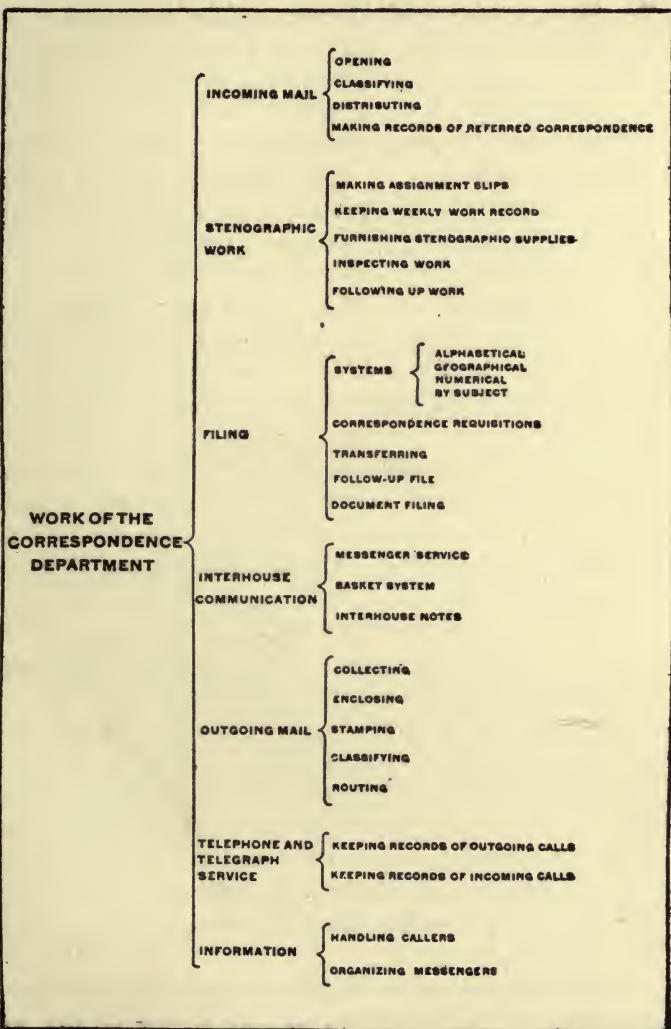 WORK OF THE
CORRESPONDENCE
DEPARTMENT
INCOMING MAIL
OPENING
CLASSIFYING
DISTRIBUTING
MAKING RECORDS OF REFERRED CORRESPONDENCE
STENOGRAPHIC
WORK
MAKING ASSIGNMENT SLIPS
KEEPING WEEKLY WORK RECORD
FURNISHING STENOGRAPHIC SUPPLIES
INSPECTING WORK
FOLLOWING UP WORK
FILING
SYSTEMS
ALPHABETICAL
GEOGRAPHICAL
NUMERICAL
BY SUBJECT
CORRESPONDENCE REQUISITIONS
TRANSFERRING
FOLLOW-UP FILE
DOCUMENT FILING
INTERHOUSE
COMMUNICATION
MESSENGER SERVICE
BASKET SYSTEM
INTERHOUSE NOTES
OUTGOING MAIL
COLLECTING
ENCLOSING
STAMPING
CLASSIFYING
ROUTING
TELEPHONE AND
TELEGRAPH
SERVICE
KEEPING RECORDS OF OUTGOING CALLS
KEEPING RECORDS OF INCOMING CALLS
INFORMATION
HANDLING CALLERS
ORGANIZING MESSENGERS